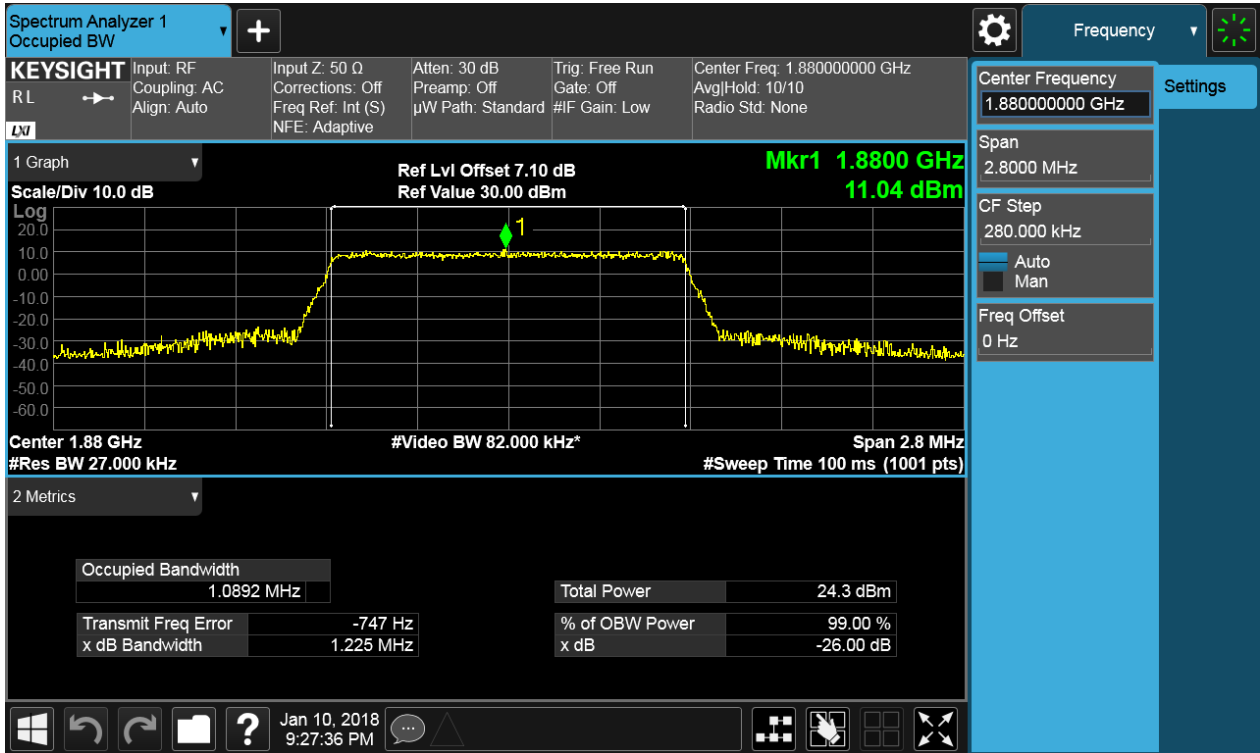 Spectrum Analyzer 1
Occupied BW
+
Frequency
KEYSIGHT
RL
LXI
Input: RF
Coupling: AC
Align: Auto
Input Z: 50 Ω
Corrections: Off
Freq Ref: Int (S)
NFE: Adaptive
Atten: 30 dB
Preamp: Off
µW Path: Standard
Trig: Free Run
Gate: Off
#IF Gain: Low
Center Freq: 1.880000000 GHz
Avg|Hold: 10/10
Radio Std: None
Center Frequency
1.880000000 GHz
Settings
Span
2.8000 MHz
CF Step
280.000 kHz
Auto
Man
Freq Offset
0 Hz
1 Graph
Scale/Div 10.0 dB
Ref Lvl Offset 7.10 dB
Ref Value 30.00 dBm
Mkr1 1.8800 GHz
11.04 dBm
Log
1
20.0
10.0
0.00
-10.0
-20.0
-30.0
-40.0
-50.0
-60.0
Center 1.88 GHz
#Video BW 82.000 kHz*
Span 2.8 MHz
#Res BW 27.000 kHz
#Sweep Time 100 ms (1001 pts)
2 Metrics
Occupied Bandwidth
1.0892 MHz
Total Power 24.3 dBm
Transmit Freq Error -747 Hz
% of OBW Power 99.00 %
x dB Bandwidth 1.225 MHz
x dB -26.00 dB
?
Jan 10, 2018
9:27:36 PM